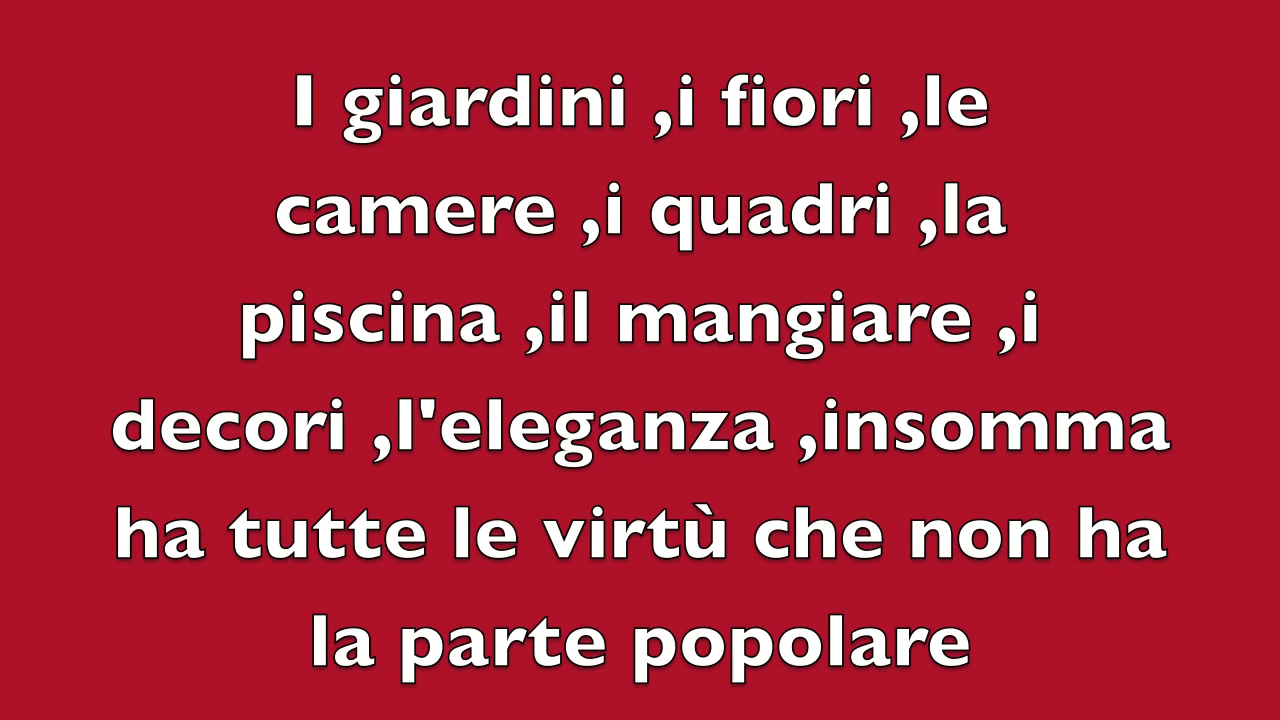 I giardini ,i fiori ,le
camere ,i quadri ,la
piscina ,il mangiare ,i
decori ,l'eleganza ,insomma
ha tutte le virtù che non ha
la parte popolare